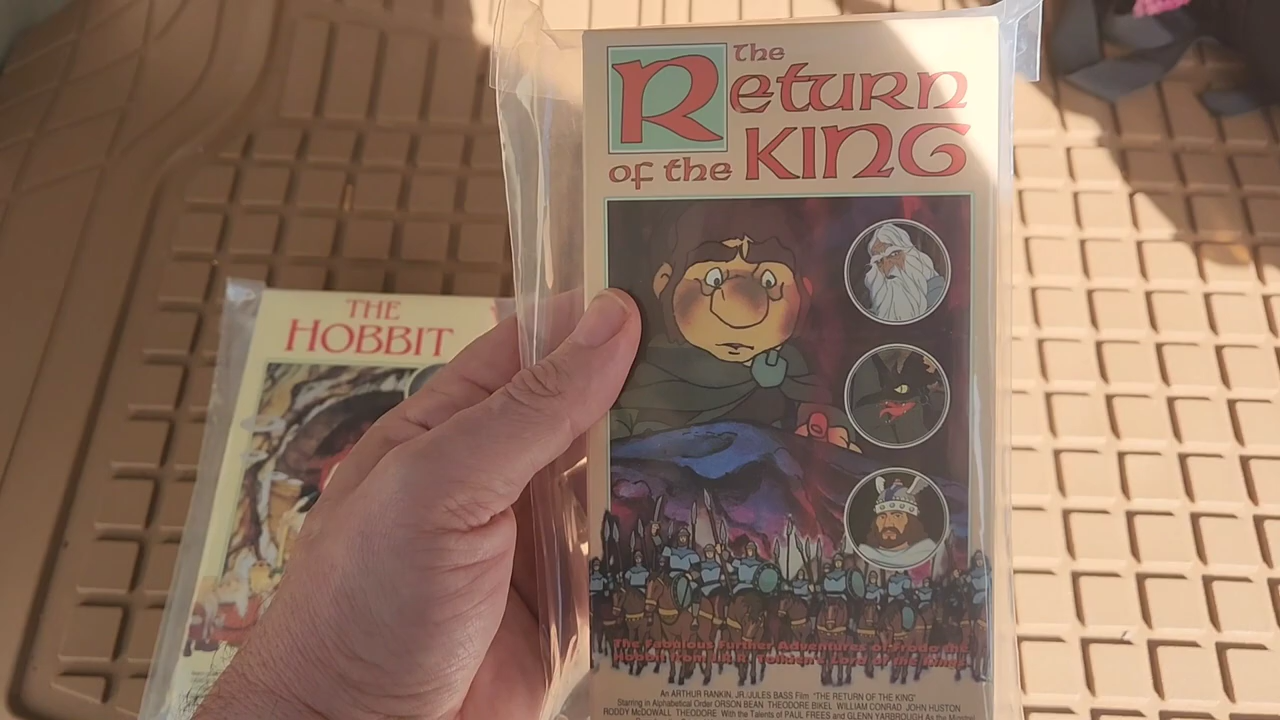 The
Return
of the KING
THE
HOBBIT
The Fabulous Further Adventures of Frodo the
Hobbit from J.R.R. Tolkien's Lord of the Rings
An ARTHUR RANKIN, JR./JULES BASS Film "THE RETURN OF THE KING"
Starring in Alphabetical Order ORSON BEAN THEODORE BIKEL WILLIAM CONRAD JOHN HUSTON
RODDY McDOWALL THEODORE With the Talents of PAUL FREES and GLENN YARBROUGH As the Minstrel